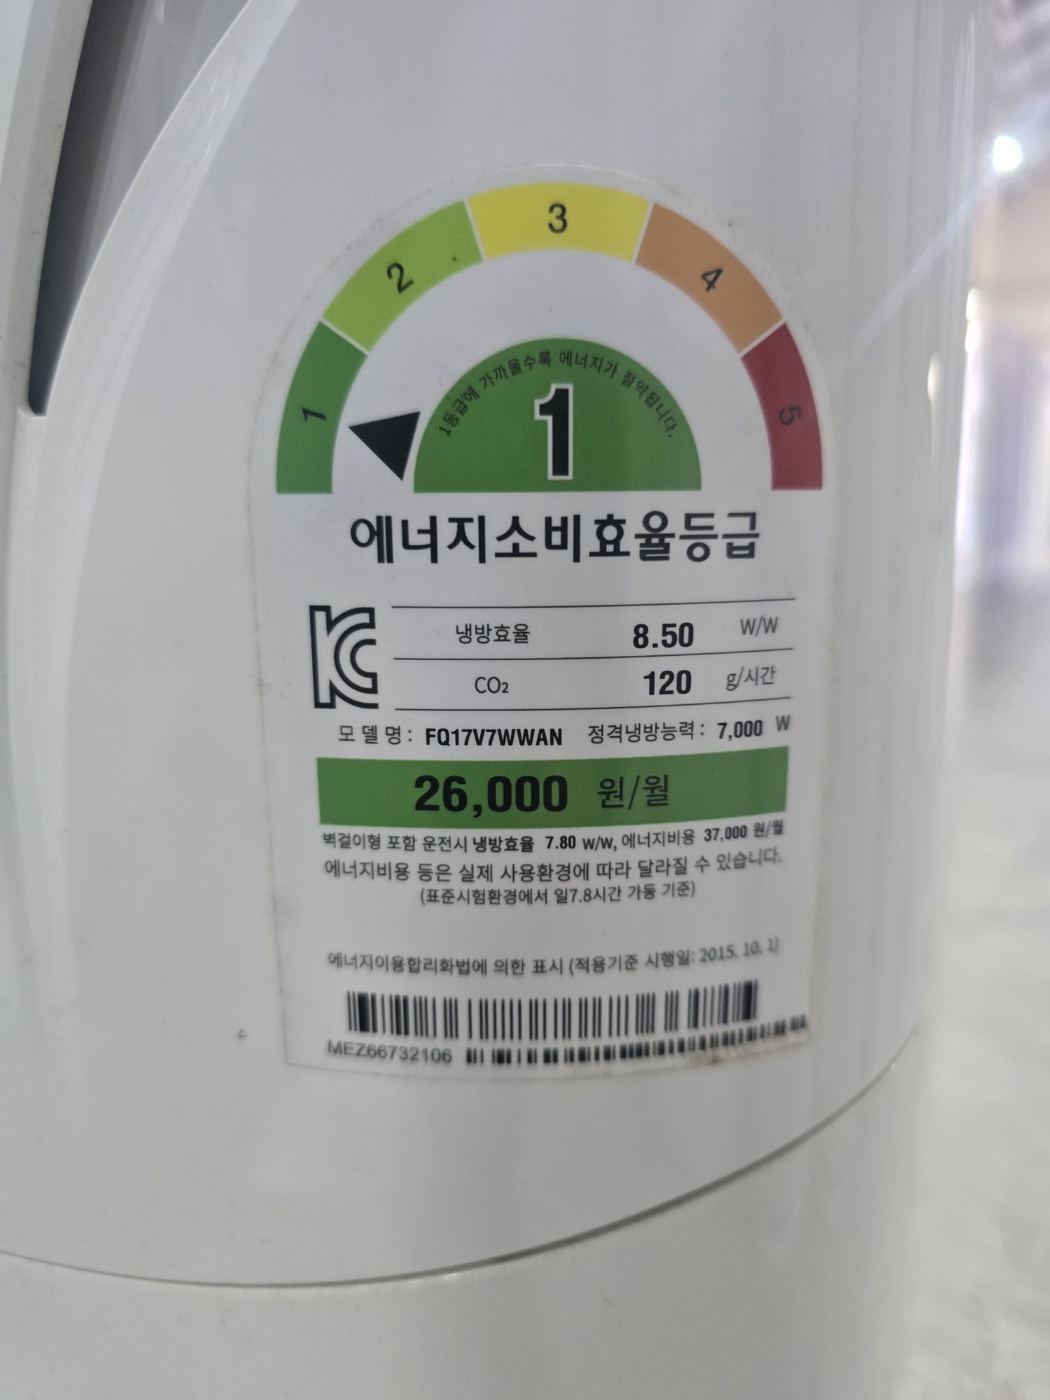 3
2
4
1
5
1등급에 가까울수록 에너지가 절약됩니다.
1
에너지소비효율등급
KC
냉방효율 8.50 W/W
CO₂ 120 g/시간
모델명: FQ17V7WWAN 정격냉방능력: 7,000 W
26,000 원/월
벽걸이형 포함 운전시 냉방효율 7.80 W/W, 에너지비용 37,000 원/월
에너지비용 등은 실제 사용환경에 따라 달라질 수 있습니다.
(표준시험환경에서 일7.8시간 가동 기준)
에너지이용합리화법에 의한 표시 (적용기준 시행일: 2015. 10. 1)
MEZ66732106